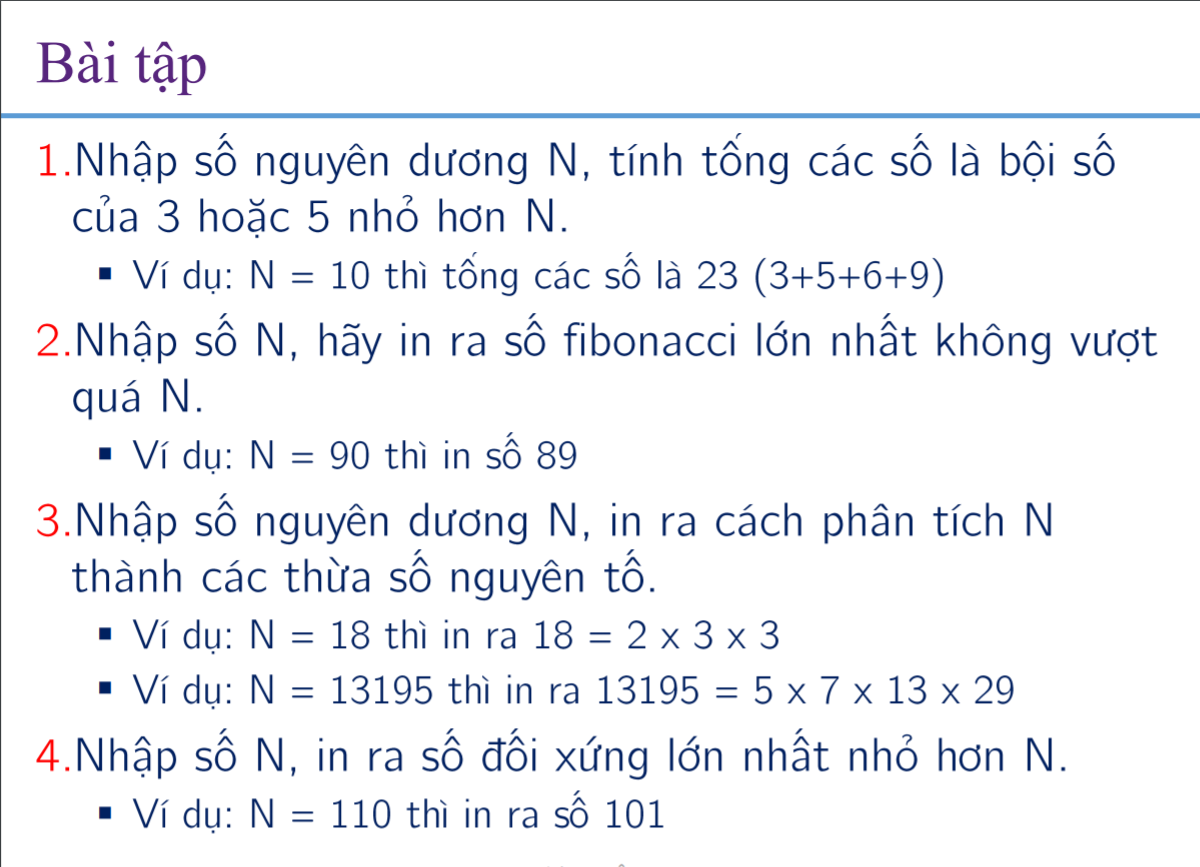 Bài tập
1.Nhập số nguyên dương N, tính tổng các số là bội số
của 3 hoặc 5 nhỏ hơn N.
▪ Ví dụ: N = 10 thì tổng các số là 23 (3+5+6+9)
2.Nhập số N, hãy in ra số fibonacci lớn nhất không vượt
quá N.
▪ Ví dụ: N = 90 thì in số 89
3.Nhập số nguyên dương N, in ra cách phân tích N
thành các thừa số nguyên tố.
▪ Ví dụ: N = 18 thì in ra 18 = 2 x 3 x 3
▪ Ví dụ: N = 13195 thì in ra 13195 = 5 x 7 x 13 x 29
4.Nhập số N, in ra số đối xứng lớn nhất nhỏ hơn N.
▪ Ví dụ: N = 110 thì in ra số 101